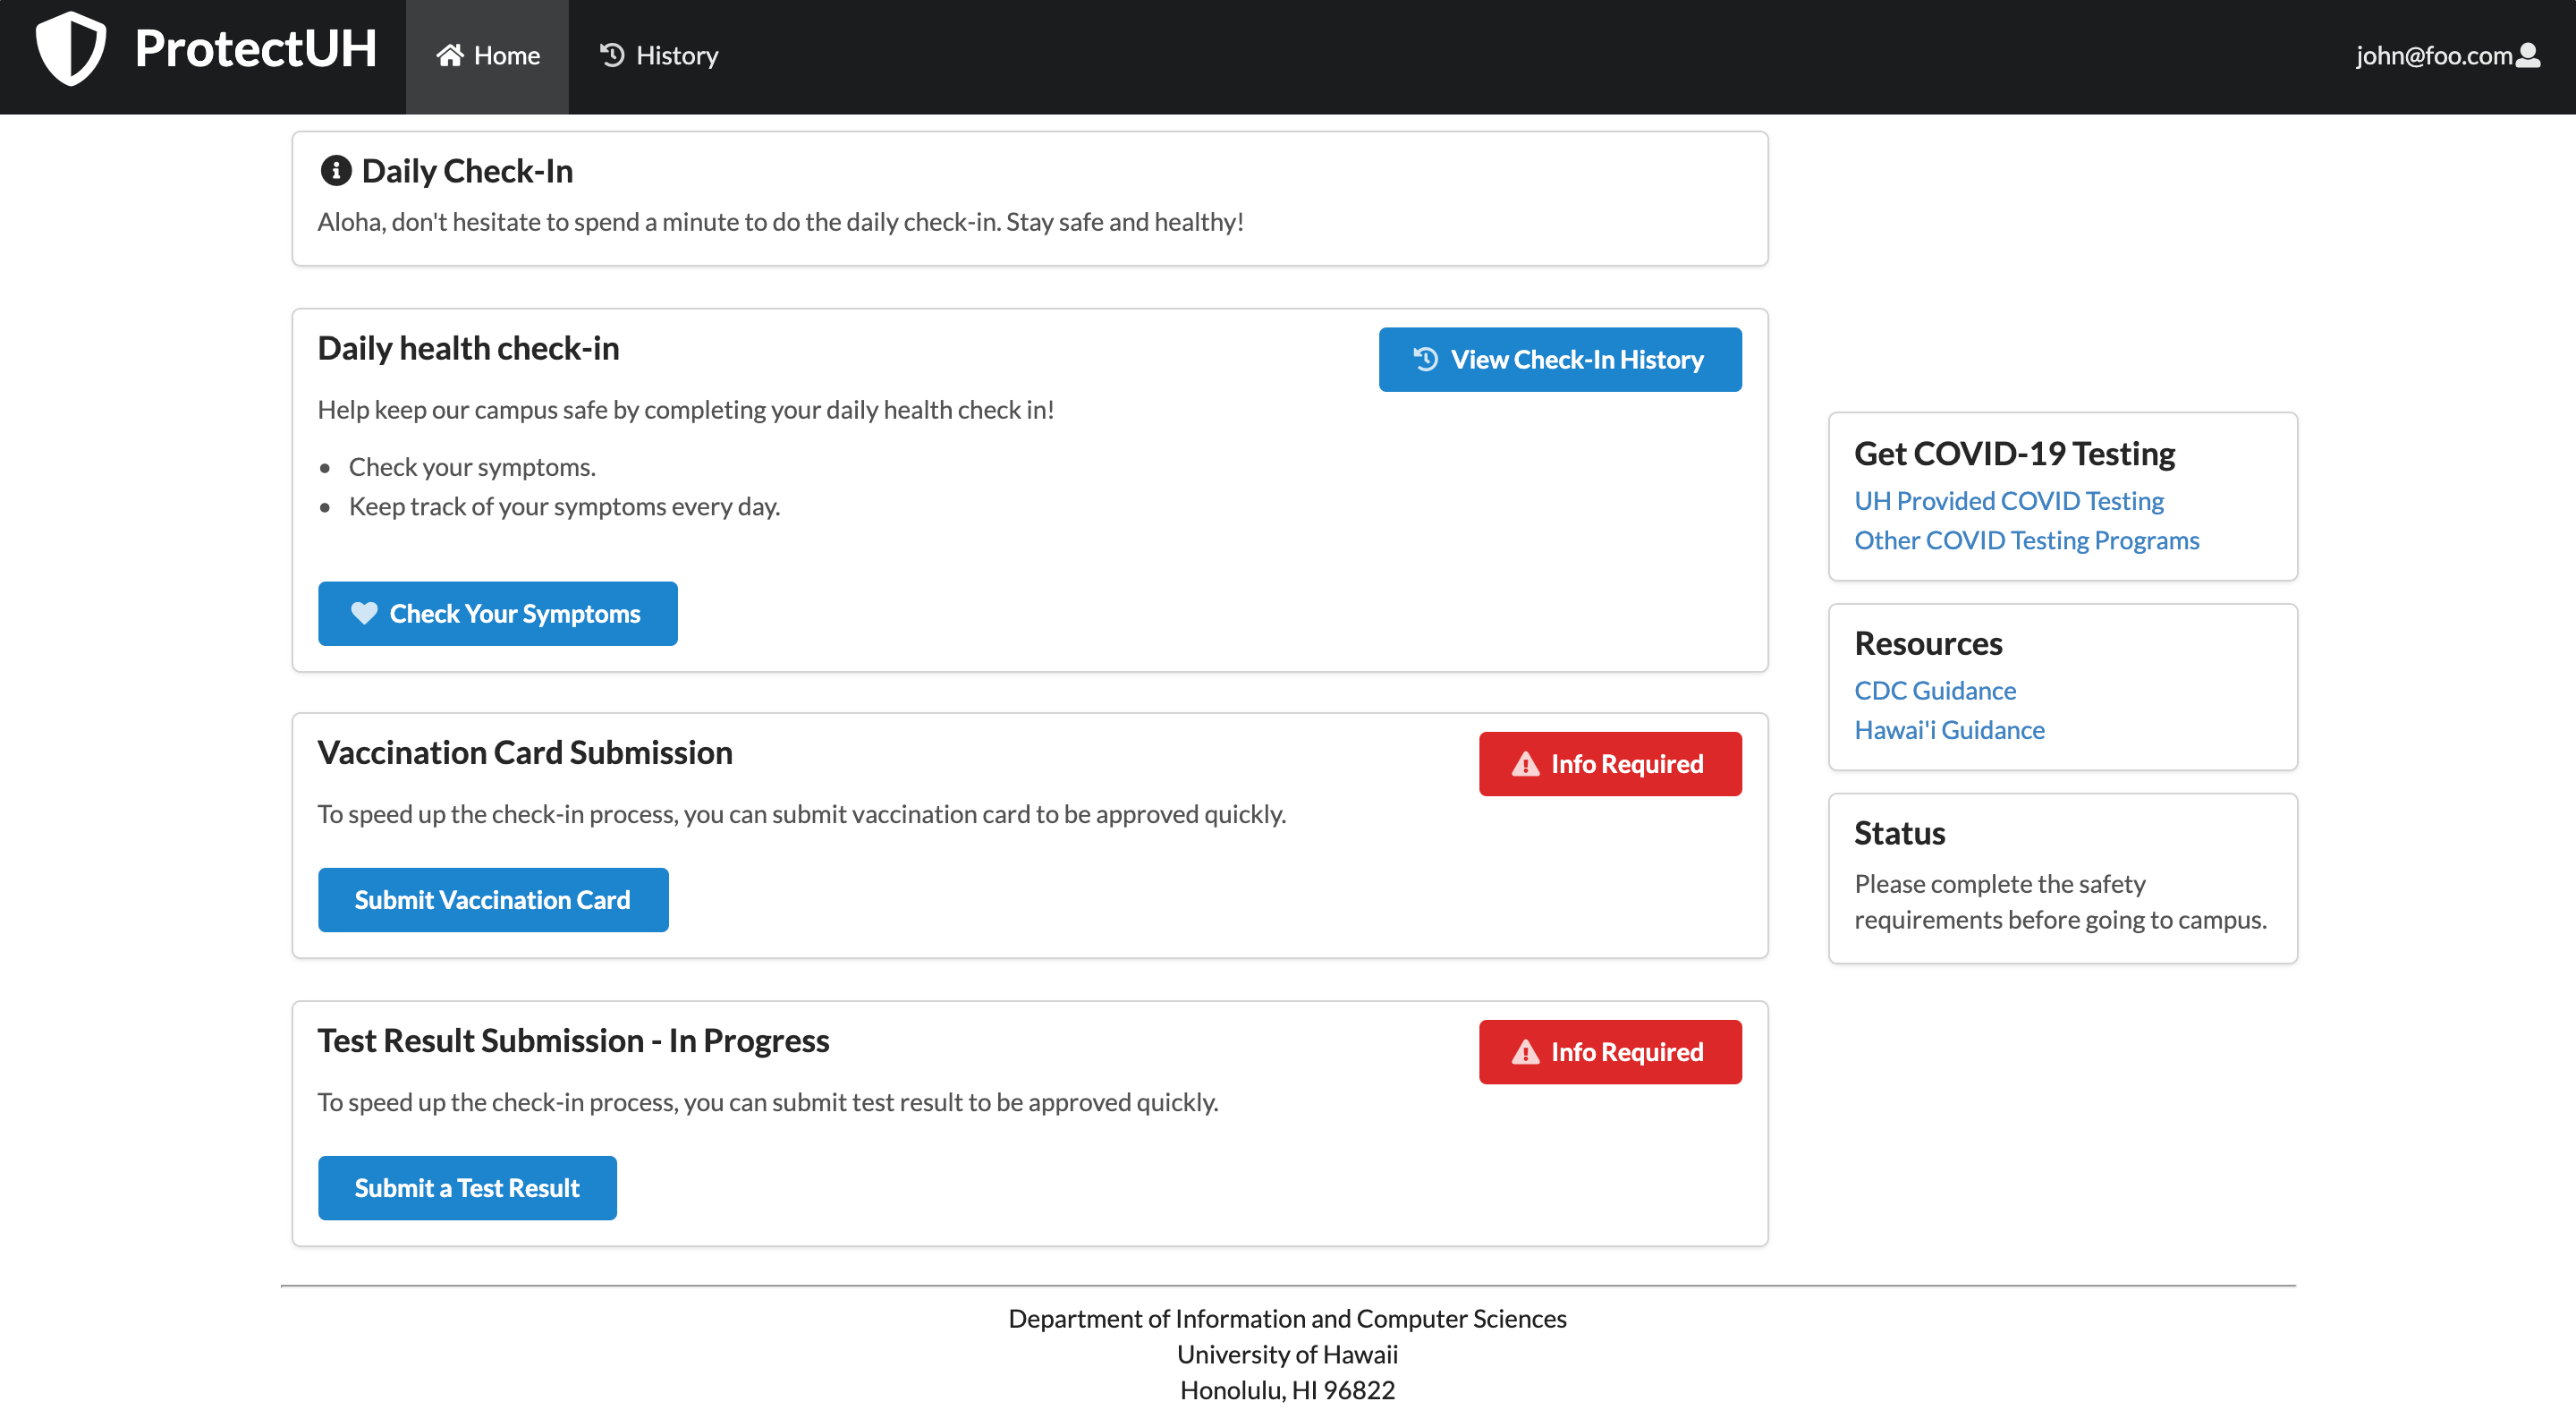 ProtectUH
Home
History
john@foo.com
Daily Check-In
Aloha, don't hesitate to spend a minute to do the daily check-in. Stay safe and healthy!
Daily health check-in
View Check-In History
Help keep our campus safe by completing your daily health check in!
Check your symptoms.
Keep track of your symptoms every day.
Check Your Symptoms
Vaccination Card Submission
Info Required
To speed up the check-in process, you can submit vaccination card to be approved quickly.
Submit Vaccination Card
Test Result Submission - In Progress
Info Required
To speed up the check-in process, you can submit test result to be approved quickly.
Submit a Test Result
Get COVID-19 Testing
UH Provided COVID Testing
Other COVID Testing Programs
Resources
CDC Guidance
Hawai'i Guidance
Status
Please complete the safety
requirements before going to campus.
Department of Information and Computer Sciences
University of Hawaii
Honolulu, HI 96822